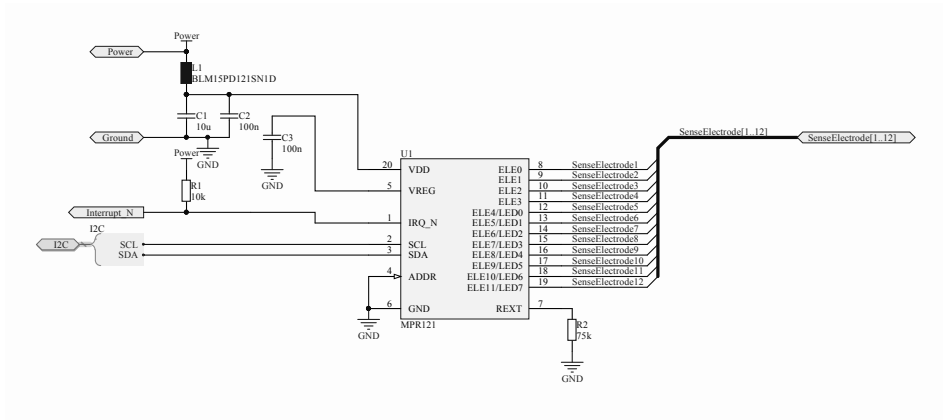 Power
Power
L1
BLM15PD121SN1D
C1
10u
C2
100n
Ground
GND
C3
100n
GND
Power
R1
10k
Interrupt_N
I2C
I2C
SCL
SDA
U1
20 VDD
5 VREG
1 IRQ_N
2 SCL
3 SDA
4 ADDR
6 GND
GND
MPR121
ELE0 8 SenseElectrode1
ELE1 9 SenseElectrode2
ELE2 10 SenseElectrode3
ELE3 11 SenseElectrode4
ELE4/LED0 12 SenseElectrode5
ELE5/LED1 13 SenseElectrode6
ELE6/LED2 14 SenseElectrode7
ELE7/LED3 15 SenseElectrode8
ELE8/LED4 16 SenseElectrode9
ELE9/LED5 17 SenseElectrode10
ELE10/LED6 18 SenseElectrode11
ELE11/LED7 19 SenseElectrode12
REXT 7
R2
75k
GND
SenseElectrode[1..12]
SenseElectrode[1..12]